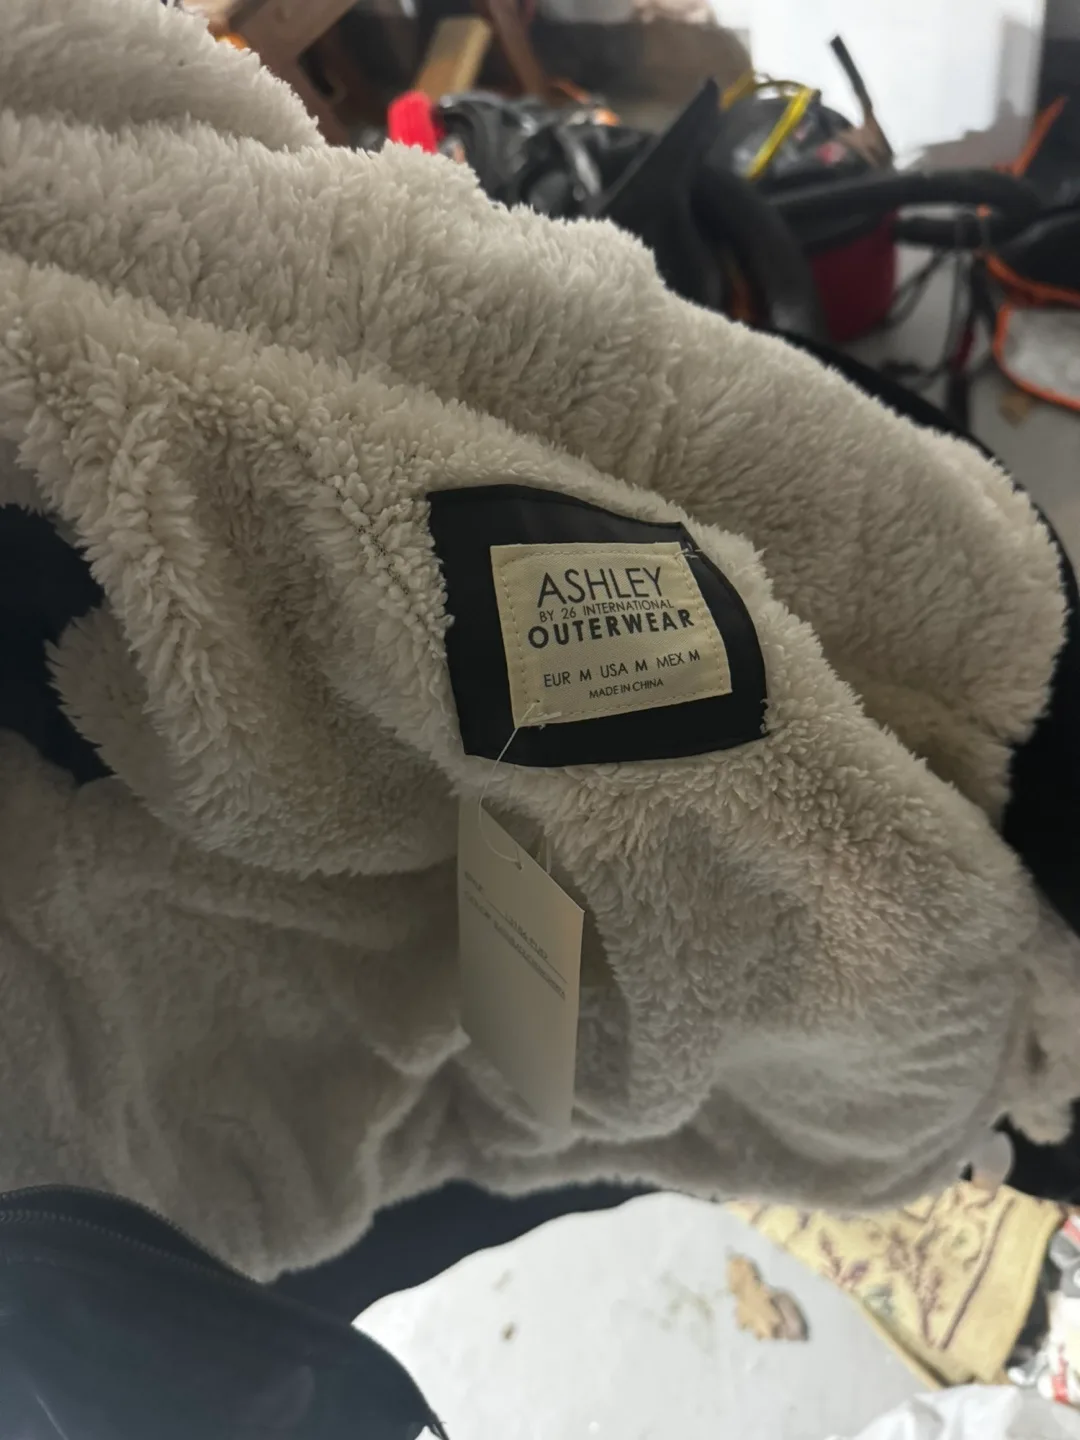 ASHLEY
BY 26 INTERNATIONAL
OUTERWEAR
EUR M USA M MEX M
MADE IN CHINA